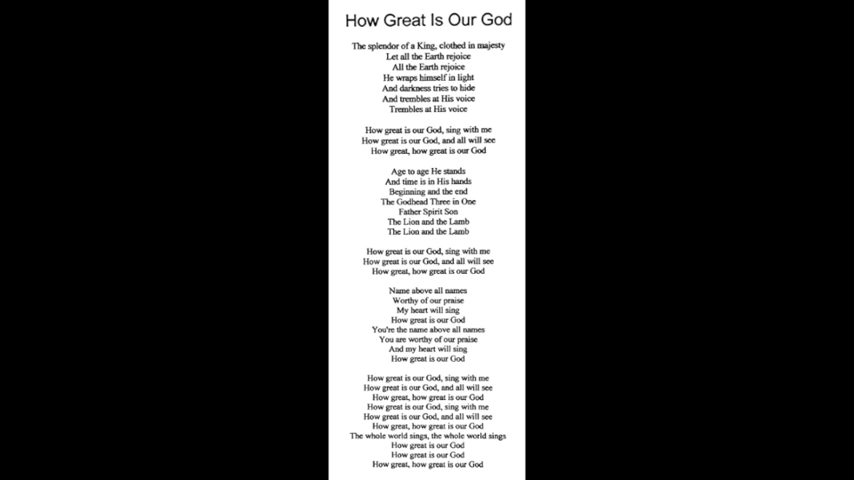 How Great Is Our God
The splendor of a King, clothed in majesty
Let all the Earth rejoice
All the Earth rejoice
He wraps himself in light
And darkness tries to hide
And trembles at His voice
Trembles at His voice
How great is our God, sing with me
How great is our God, and all will see
How great, how great is our God
Age to age He stands
And time is in His hands
Beginning and the end
The Godhead Three in One
Father Spirit Son
The Lion and the Lamb
The Lion and the Lamb
How great is our God, sing with me
How great is our God, and all will see
How great, how great is our God
Name above all names
Worthy of our praise
My heart will sing
How great is our God
You're the name above all names
You are worthy of our praise
And my heart will sing
How great is our God
How great is our God, sing with me
How great is our God, and all will see
How great, how great is our God
How great is our God, sing with me
How great is our God, and all will see
How great, how great is our God
The whole world sings, the whole world sings
How great is our God
How great is our God
How great, how great is our God